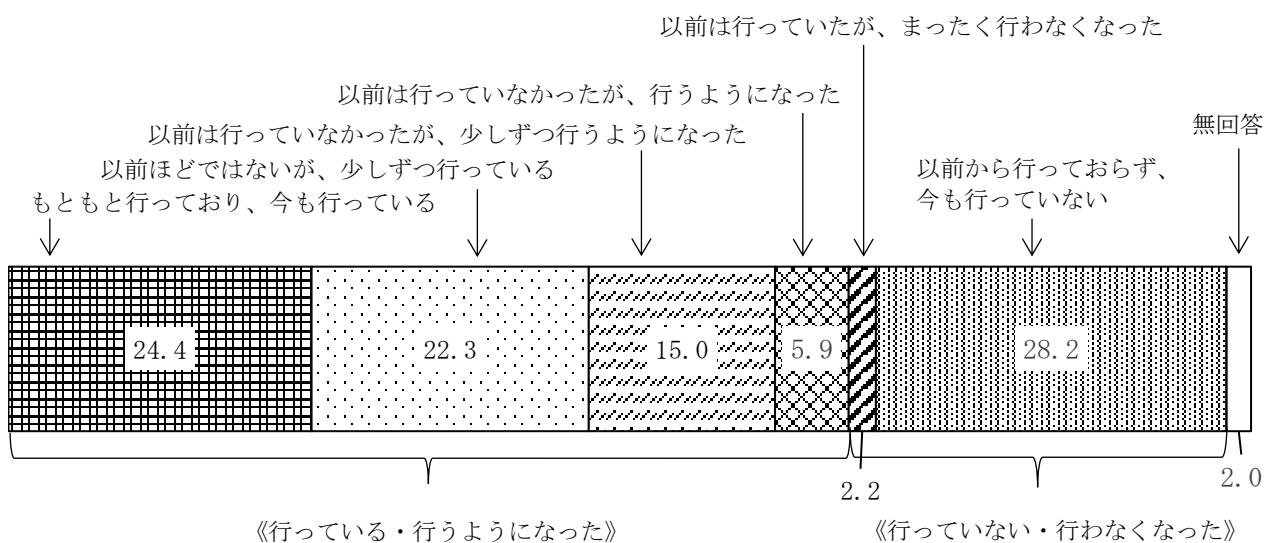 以前は行っていたが、まったく行わなくなった
以前は行っていなかったが、行うようになった
以前は行っていなかったが、少しずつ行うようになった
無回答
以前ほどではないが、少しずつ行っている
以前から行っておらず、
今も行っていない
もともと行っており、今も行っている
24.4
22.3
15.0
5.9
28.2
2.2
2.0
《行っている・行うようになった》
《行っていない・行わなくなった》